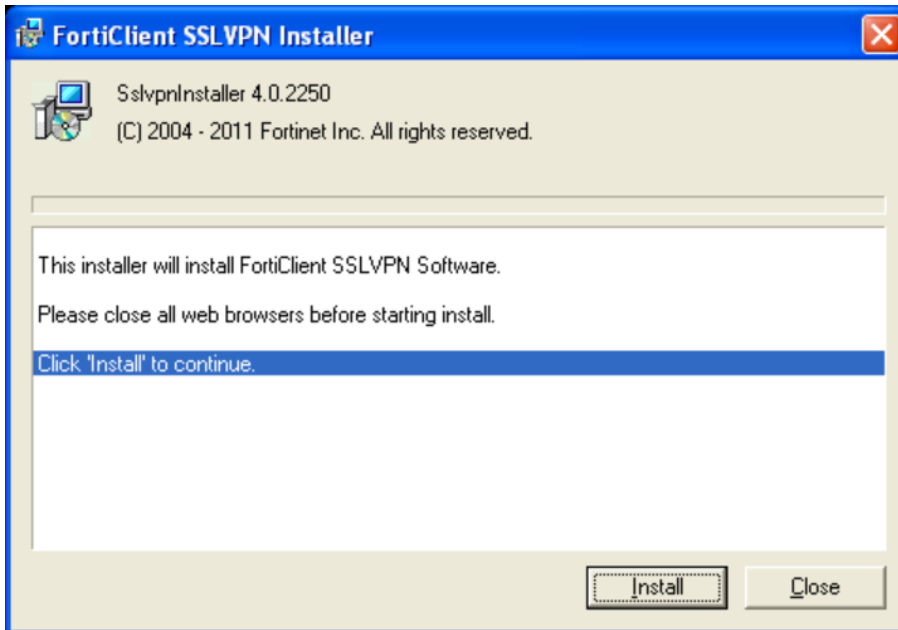 FortiClient SSLVPN Installer
SslvpnInstaller 4.0.2250
(C) 2004 - 2011 Fortinet Inc. All rights reserved.
This installer will install FortiClient SSLVPN Software.
Please close all web browsers before starting install.
Click 'Install' to continue.
Install Close